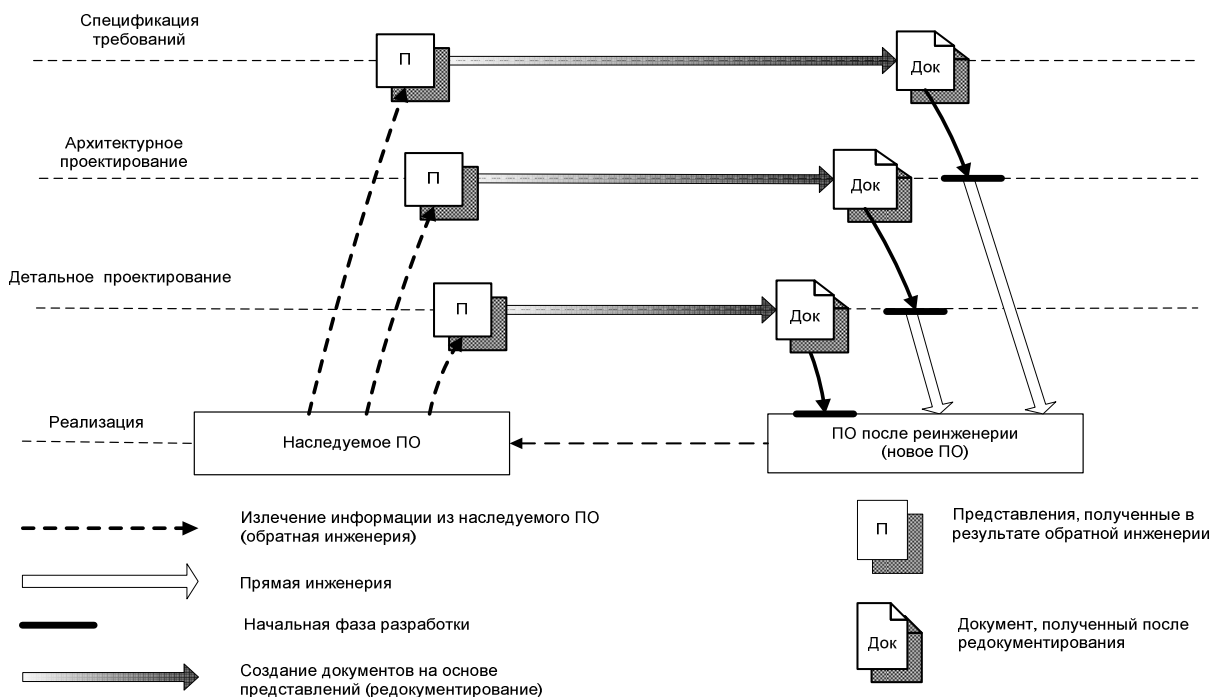 Спецификация
требований
П
Док
Архитектурное
проектирование
П
Док
Детальное проектирование
П
Док
Реализация
Наследуемое ПО
ПО после реинженерии
(новое ПО)
Излечение информации из наследуемого ПО
(обратная инженерия)
Прямая инженерия
Начальная фаза разработки
Создание документов на основе
представлений (редокументирование)
П
Представления, полученные в
результате обратной инженерии
Док
Документ, полученный после
редокументирования